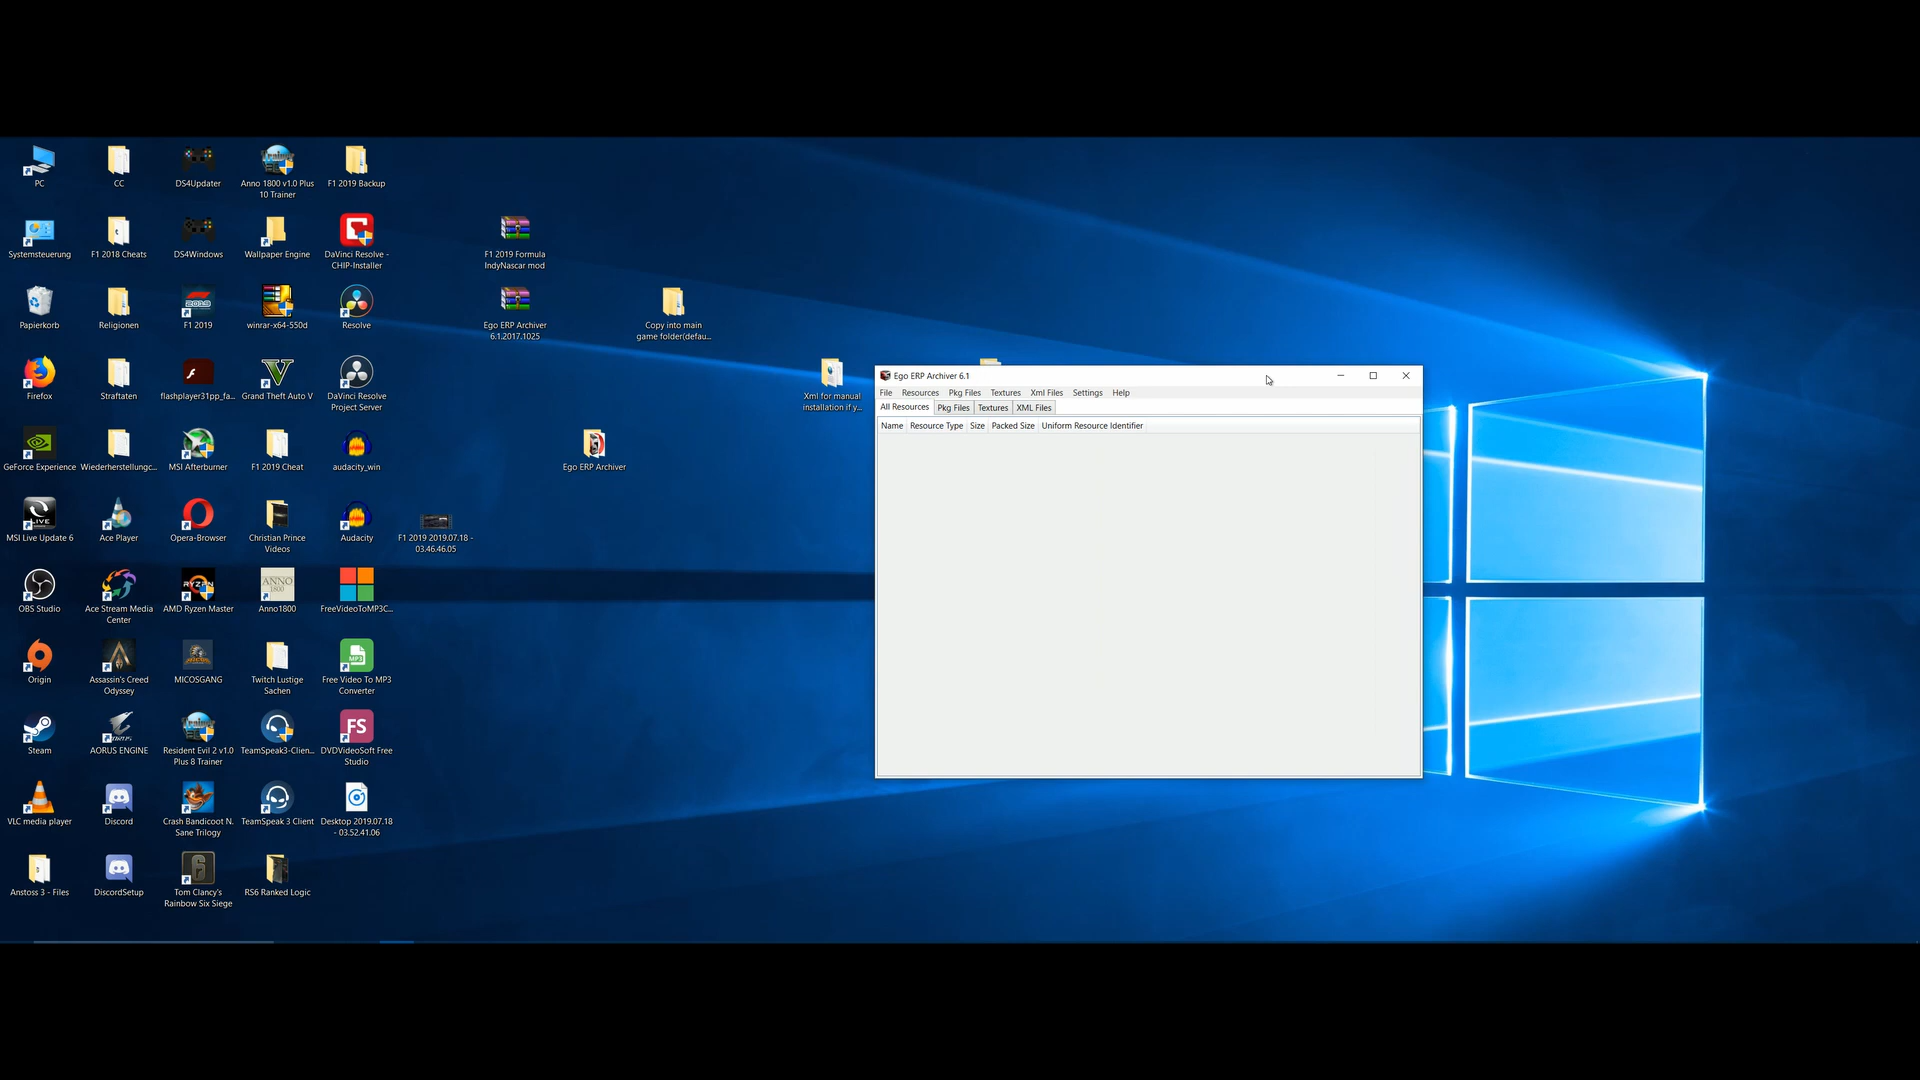 PC
CC
DS4Updater
Anno 1800 v1.0 Plus
10 Trainer
F1 2019 Backup
Systemsteuerung
F1 2018 Cheats
DS4Windows
Wallpaper Engine
DaVinci Resolve -
CHIP-Installer
F1 2019 Formula
IndyNascar mod
Papierkorb
Religionen
F1 2019
winrar-x64-550d
Resolve
Ego ERP Archiver
6.1.2017.1025
Copy into main
game folder(defau...
Firefox
Straftaten
flashplayer31pp_fa...
Grand Theft Auto V
DaVinci Resolve
Project Server
Xml for manual
installation if y...
GeForce Experience
Wiederherstellungc...
MSI Afterburner
F1 2019 Cheat
audacity_win
Ego ERP Archiver
LIVE
MSI Live Update 6
Ace Player
Opera-Browser
Christian Prince
Videos
Audacity
F1 2019 2019.07.18 -
03.46.46.05
OBS Studio
Ace Stream Media
Center
RYZEN
AMD Ryzen Master
ANNO
1800
Anno1800
FreeVideoToMP3C...
Origin
Assassin's Creed
Odyssey
MICOSGANG
Twitch Lustige
Sachen
MP3
Free Video To MP3
Converter
Steam
AORUS ENGINE
Resident Evil 2 v1.0
Plus 8 Trainer
TeamSpeak3-Clien...
FS
DVDVideoSoft Free
Studio
VLC media player
Discord
Crash Bandicoot N.
Sane Trilogy
TeamSpeak 3 Client
Desktop 2019.07.18
- 03.52.41.06
Anstoss 3 - Files
DiscordSetup
6
Tom Clancy's
Rainbow Six Siege
RS6 Ranked Logic
Ego ERP Archiver 6.1
File Resources Pkg Files Textures Xml Files Settings Help
All Resources Pkg Files Textures XML Files
Name Resource Type Size Packed Size Uniform Resource Identifier